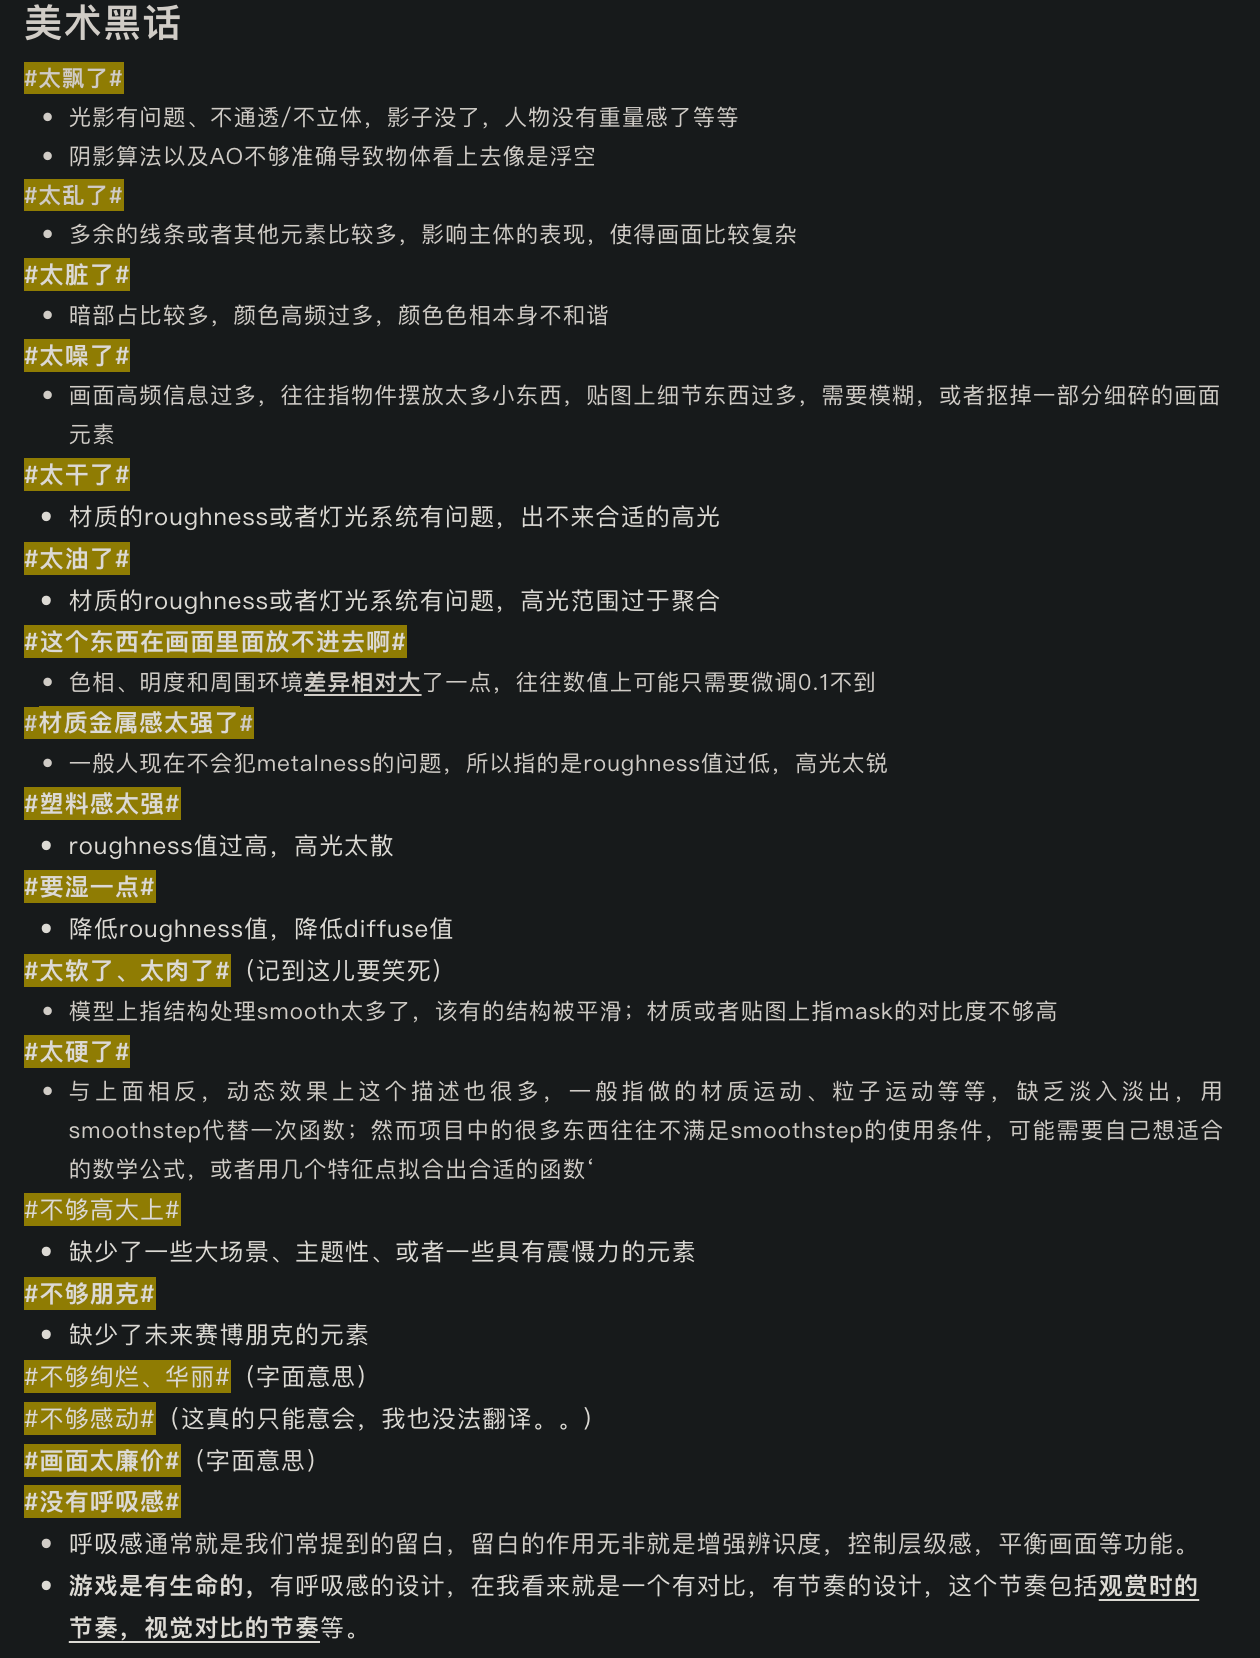 美术黑话
#太飘了#
• 光影有问题、不通透/不立体，影子没了，人物没有重量感了等等
• 阴影算法以及AO不够准确导致物体看上去像是浮空
#太乱了#
• 多余的线条或者其他元素比较多，影响主体的表现，使得画面比较复杂
#太脏了#
• 暗部占比较多，颜色高频过多，颜色色相本身不和谐
#太噪了#
• 画面高频信息过多，往往指物件摆放太多小东西，贴图上细节东西过多，需要模糊，或者抠掉一部分细碎的画面
元素
#太干了#
• 材质的roughness或者灯光系统有问题，出不来合适的高光
#太油了#
• 材质的roughness或者灯光系统有问题，高光范围过于聚合
#这个东西在画面里面放不进去啊#
• 色相、明度和周围环境差异相对大了一点，往往数值上可能只需要微调0.1不到
#材质金属感太强了#
• 一般人现在不会犯metalness的问题，所以指的是roughness值过低，高光太锐
#塑料感太强#
• roughness值过高，高光太散
#要湿一点#
• 降低roughness值，降低diffuse值
#太软了、太肉了#（记到这儿要笑死）
• 模型上指结构处理smooth太多了，该有的结构被平滑；材质或者贴图上指mask的对比度不够高
#太硬了#
• 与上面相反，动态效果上这个描述也很多，一般指做的材质运动、粒子运动等等，缺乏淡入淡出，用
smoothstep代替一次函数；然而项目中的很多东西往往不满足smoothstep的使用条件，可能需要自己想适合
的数学公式，或者用几个特征点拟合出合适的函数‘
#不够高大上#
• 缺少了一些大场景、主题性、或者一些具有震慑力的元素
#不够朋克#
• 缺少了未来赛博朋克的元素
#不够绚烂、华丽#（字面意思）
#不够感动#（这真的只能意会，我也没法翻译。。）
#画面太廉价#（字面意思）
#没有呼吸感#
• 呼吸感通常就是我们常提到的留白，留白的作用无非就是增强辨识度，控制层级感，平衡画面等功能。
• 游戏是有生命的，有呼吸感的设计，在我看来就是一个有对比，有节奏的设计，这个节奏包括观赏时的
节奏，视觉对比的节奏等。